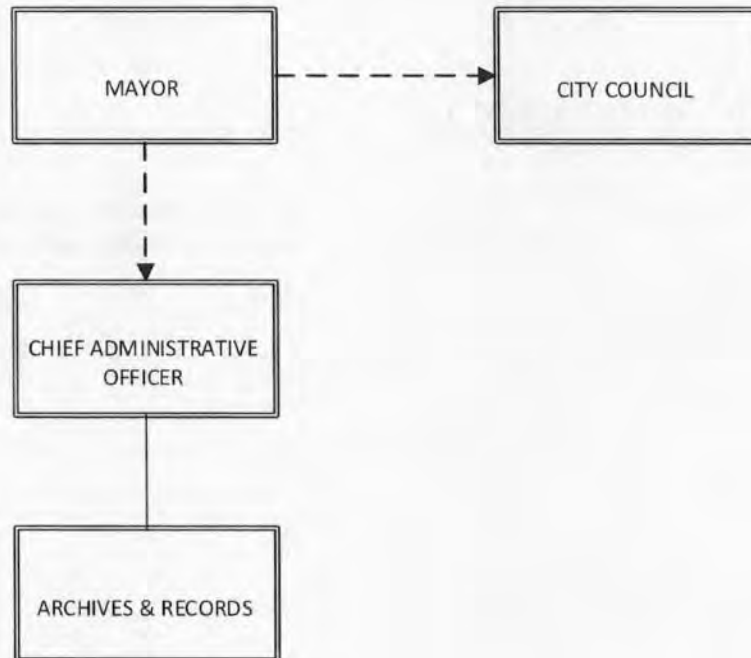 MAYOR
CITY COUNCIL
CHIEF ADMINISTRATIVE
OFFICER
ARCHIVES & RECORDS